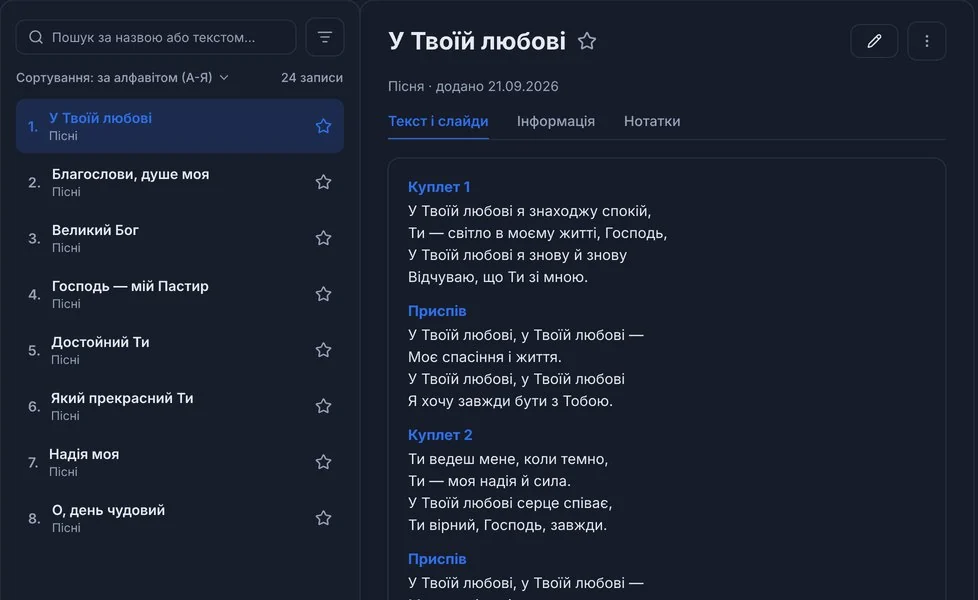 Пошук за назвою або текстом...
Сортування: за алфавітом (А-Я)
24 записи
1. У Твоїй любові
Пісні
2. Благослови, душе моя
Пісні
3. Великий Бог
Пісні
4. Господь — мій Пастир
Пісні
5. Достойний Ти
Пісні
6. Який прекрасний Ти
Пісні
7. Надія моя
Пісні
8. О, день чудовий
Пісні
У Твоїй любові
Пісня · додано 21.09.2026
Текст і слайди
Інформація
Нотатки
Куплет 1
У Твоїй любові я знаходжу спокій,
Ти — світло в моєму житті, Господь,
У Твоїй любові я знову й знову
Відчуваю, що Ти зі мною.
Приспів
У Твоїй любові, у Твоїй любові —
Моє спасіння і життя.
У Твоїй любові, у Твоїй любові
Я хочу завжди бути з Тобою.
Куплет 2
Ти ведеш мене, коли темно,
Ти — моя надія й сила.
У Твоїй любові серце співає,
Ти вірний, Господь, завжди.
Приспів
У Твоїй любові, у Твоїй любові —